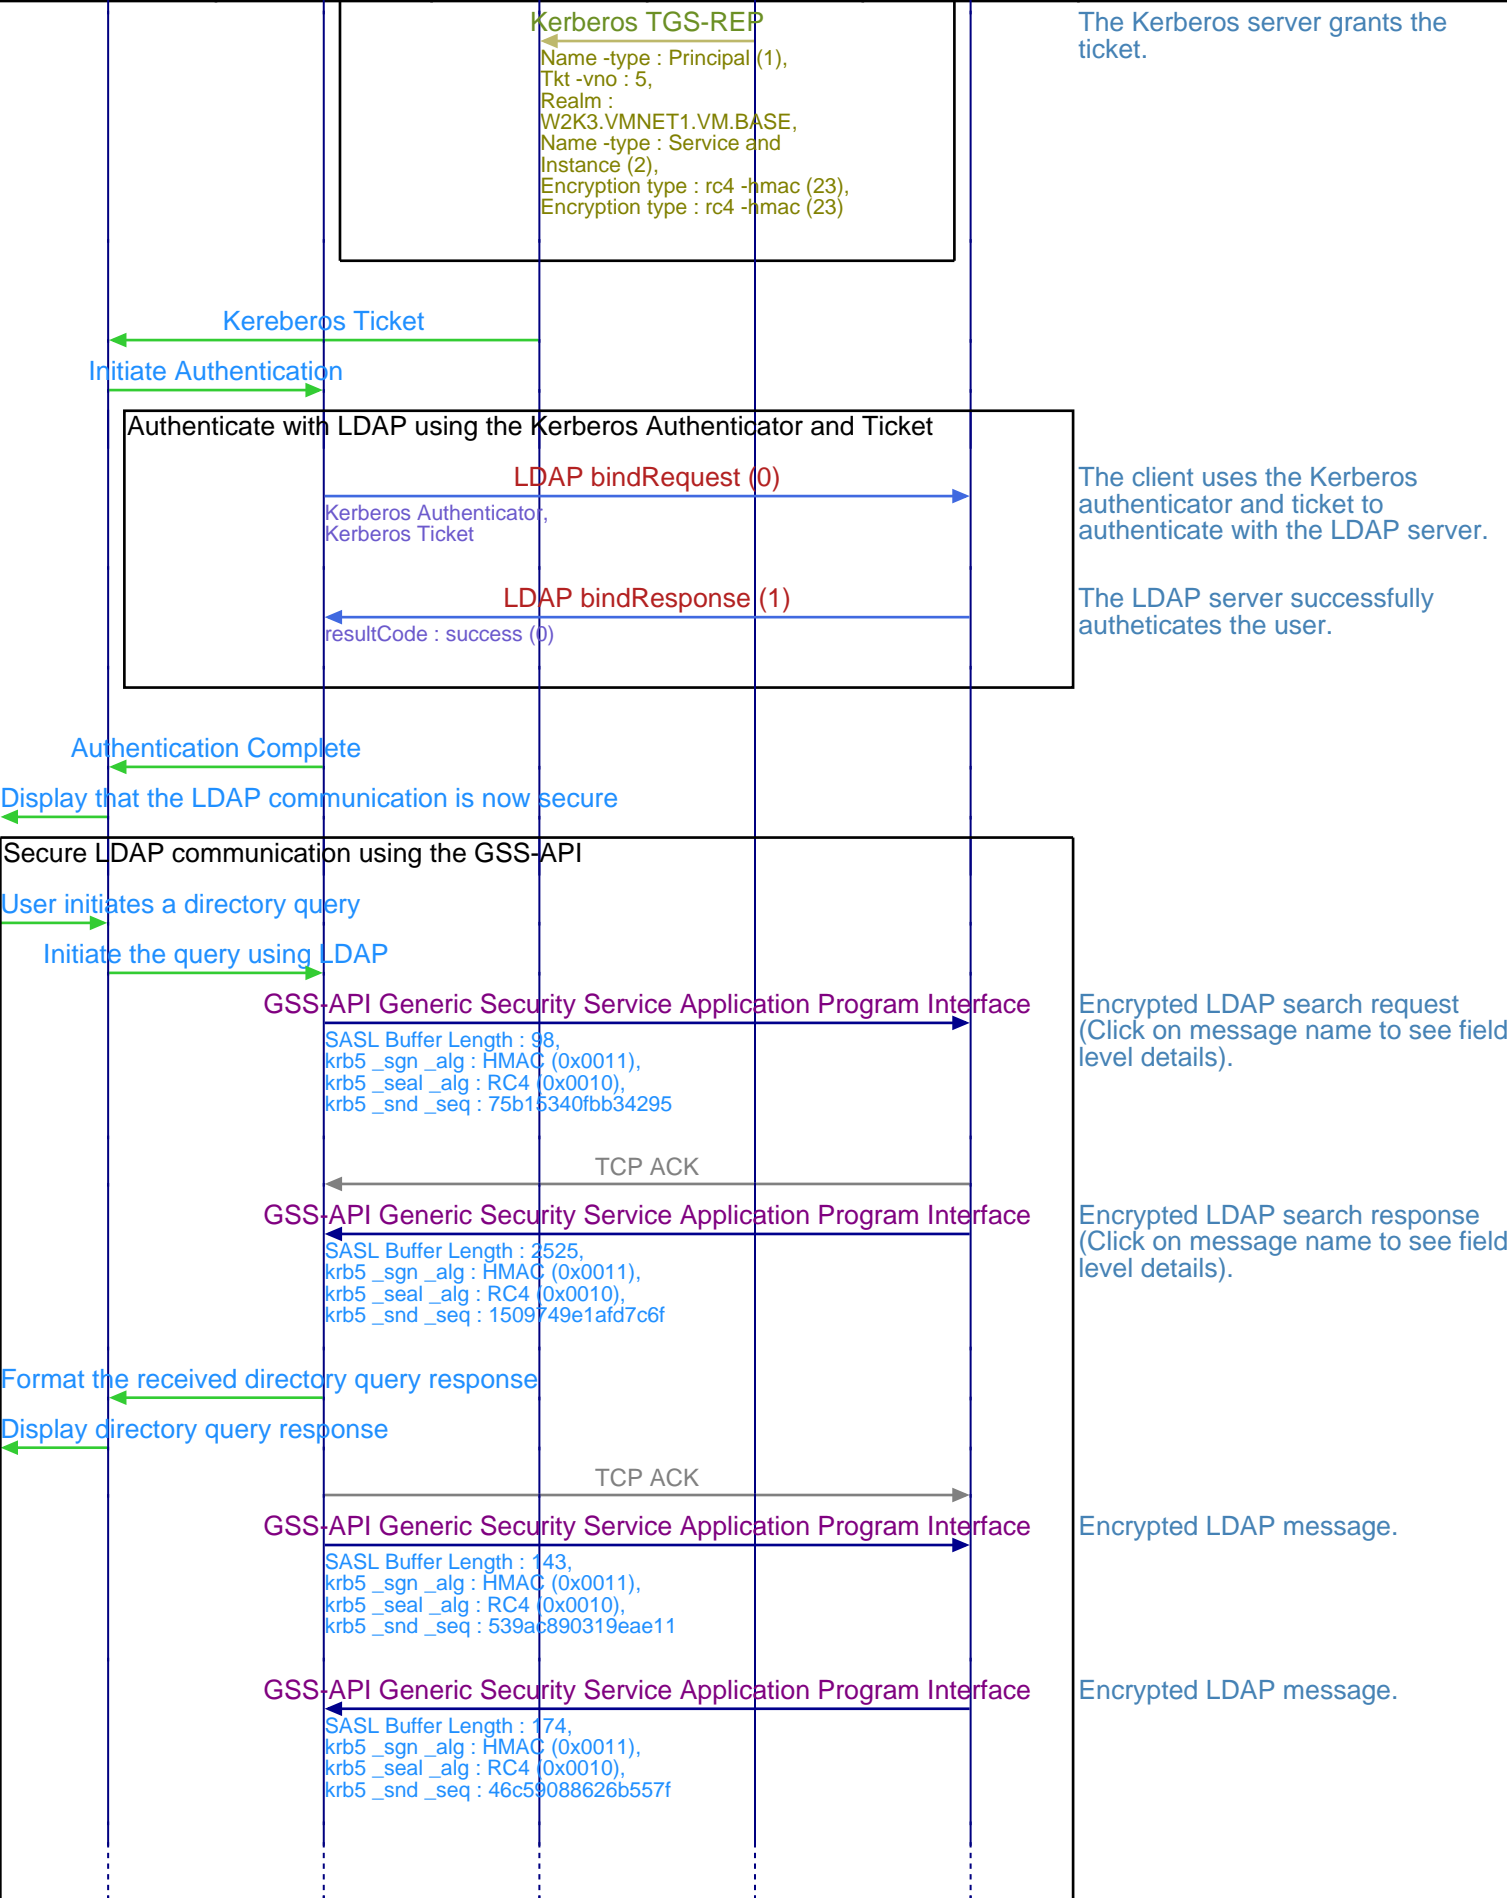 Kerberos TGS-REP
The Kerberos server grants the
ticket.
Name -type : Principal (1),
Tkt -vno : 5,
Realm :
W2K3.VMNET1.VM.BASE,
Name -type : Service and
Instance (2),
Encryption type : rc4 -hmac (23),
Encryption type : rc4 -hmac (23)
Kereberos Ticket
Initiate Authentication
Authenticate with LDAP using the Kerberos Authenticator and Ticket
LDAP bindRequest (0)
Kerberos Authenticator,
Kerberos Ticket
The client uses the Kerberos
authenticator and ticket to
authenticate with the LDAP server.
LDAP bindResponse (1)
resultCode : success (0)
The LDAP server successfully
autheticates the user.
Authentication Complete
Display that the LDAP communication is now secure
Secure LDAP communication using the GSS-API
User initiates a directory query
Initiate the query using LDAP
GSS-API Generic Security Service Application Program Interface
SASL Buffer Length : 98,
krb5 _sgn _alg : HMAC (0x0011),
krb5 _seal _alg : RC4 (0x0010),
krb5 _snd _seq : 75b15340fbb34295
Encrypted LDAP search request
(Click on message name to see field
level details).
TCP ACK
GSS-API Generic Security Service Application Program Interface
SASL Buffer Length : 2525,
krb5 _sgn _alg : HMAC (0x0011),
krb5 _seal _alg : RC4 (0x0010),
krb5 _snd _seq : 1509749e1afd7c6f
Encrypted LDAP search response
(Click on message name to see field
level details).
Format the received directory query response
Display directory query response
TCP ACK
GSS-API Generic Security Service Application Program Interface
Encrypted LDAP message.
SASL Buffer Length : 143,
krb5 _sgn _alg : HMAC (0x0011),
krb5 _seal _alg : RC4 (0x0010),
krb5 _snd _seq : 539ac890319eae11
GSS-API Generic Security Service Application Program Interface
Encrypted LDAP message.
SASL Buffer Length : 174,
krb5 _sgn _alg : HMAC (0x0011),
krb5 _seal _alg : RC4 (0x0010),
krb5 _snd _seq : 46c59088626b557f